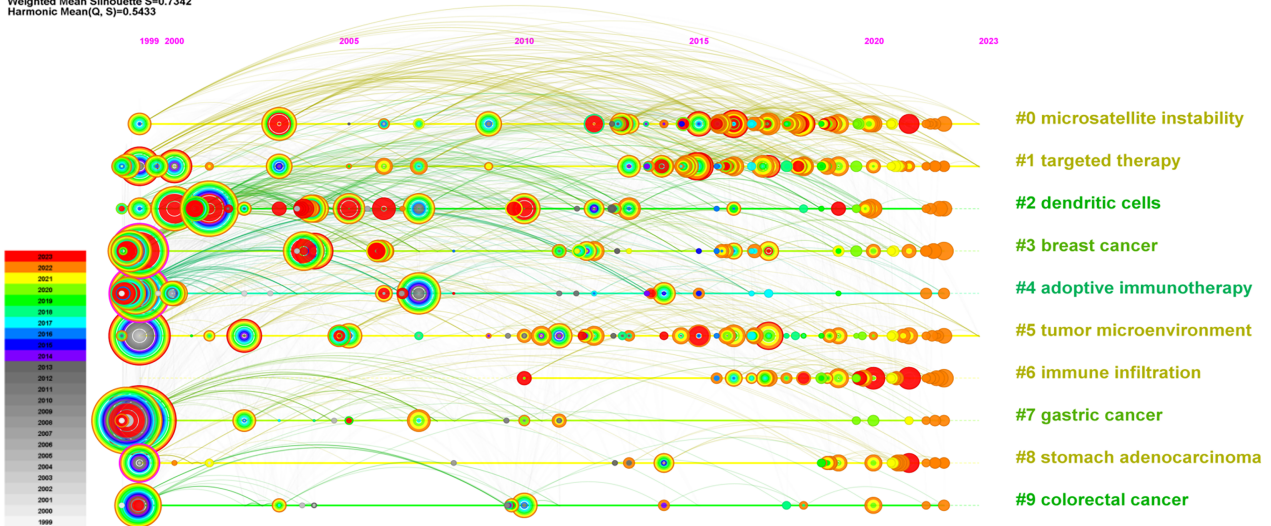 Weighted Mean Silhouette S=0.7342
Harmonic Mean(Q, S)=0.5433
1999 2000 2005 2010 2015 2020 2023
#0 microsatellite instability
#1 targeted therapy
#2 dendritic cells
#3 breast cancer
#4 adoptive immunotherapy
#5 tumor microenvironment
#6 immune infiltration
#7 gastric cancer
#8 stomach adenocarcinoma
#9 colorectal cancer
2023
2022
2021
2020
2019
2018
2017
2016
2015
2014
2013
2012
2011
2010
2009
2008
2007
2006
2005
2004
2003
2002
2001
2000
1999